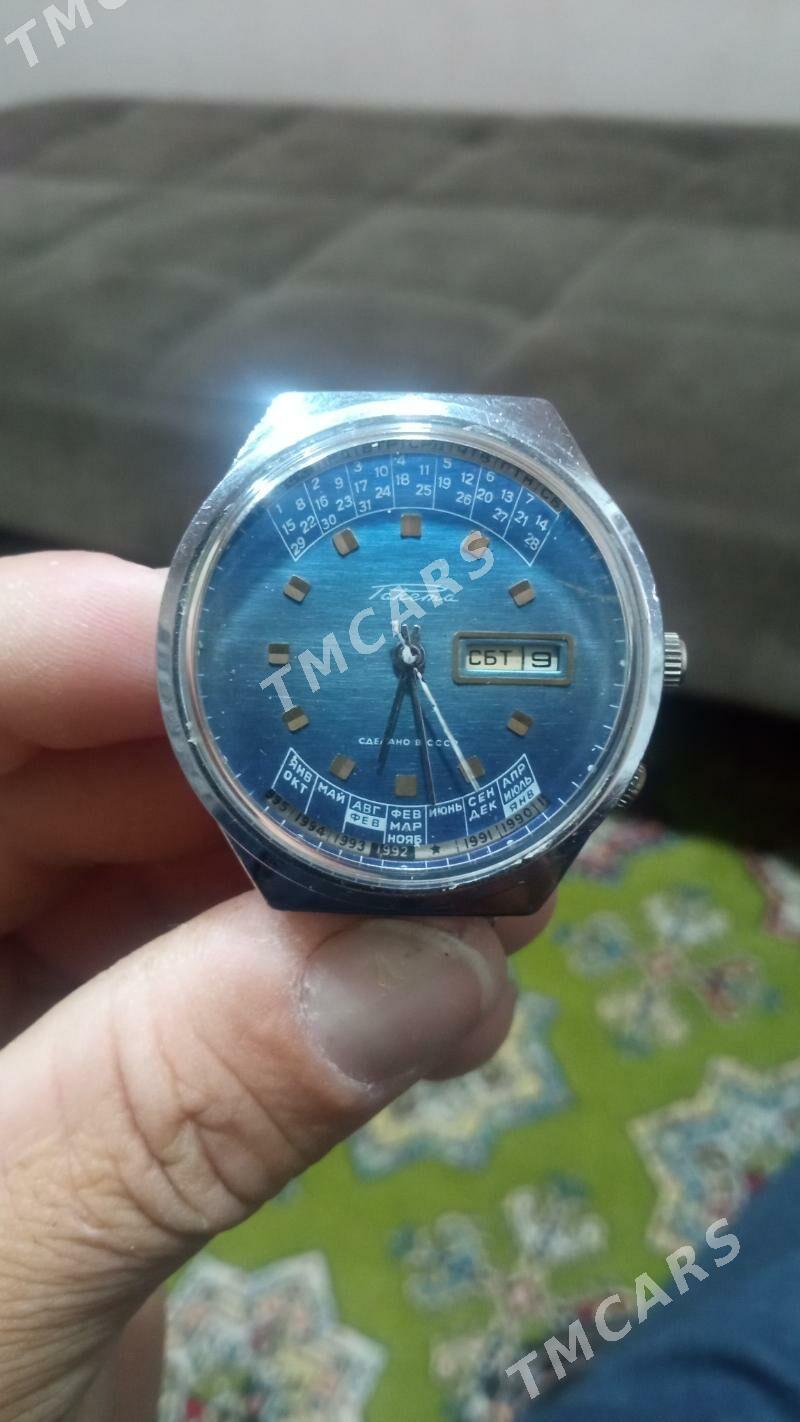 TMCARS
1 8 15 22 29
2 9 16 23 30
3 10 17 24 31
4 11 18 25
5 12 19 26
6 13 20 27
7 14 21 28
Ракета
TMCARS
СБТ 9
СДЕЛАНО В СССР
ЯНВ ОКТ
МАЙ
АВГ ФЕВ
ФЕВ МАР НОЯБ
ИЮНЬ
СЕН ДЕК
АПР ИЮЛЬ ЯНВ
1994 1993 1992 ★ 1991 1990
TMCARS